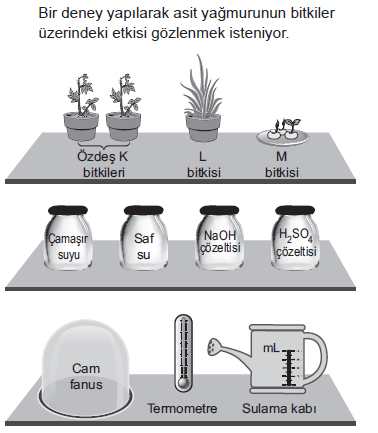 Bir deney yapılarak asit yağmurunun bitkiler
üzerindeki etkisi gözlenmek isteniyor.
Özdeş K
bitkileri
L
bitkisi
M
bitkisi
Çamaşır
suyu
Saf
su
NaOH
çözeltisi
H₂SO₄
çözeltisi
Cam
fanus
Termometre
mL
Sulama kabı